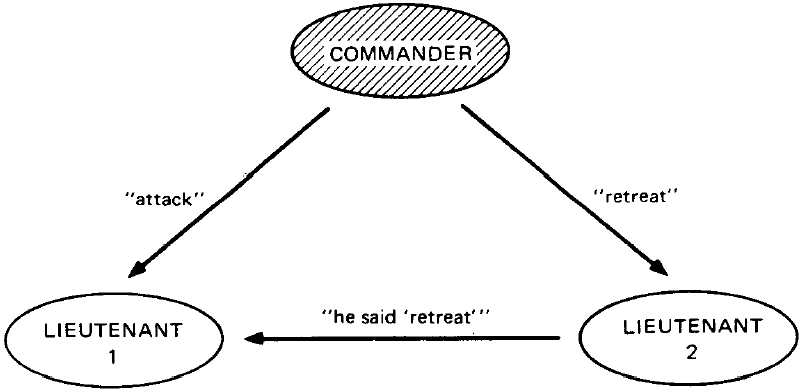 COMMANDER
"attack"
"retreat"
"he said 'retreat'"
LIEUTENANT
1
LIEUTENANT
2